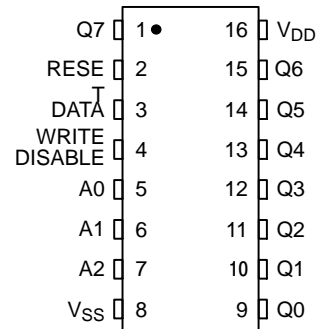 Q7 1 16 VDD
RESET 2 15 Q6
DATA 3 14 Q5
WRITE DISABLE 4 13 Q4
A0 5 12 Q3
A1 6 11 Q2
A2 7 10 Q1
VSS 8 9 Q0